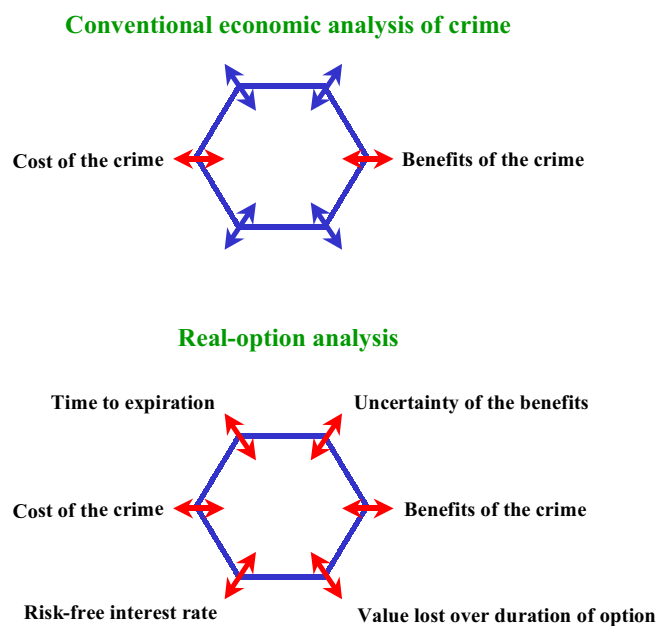 Conventional economic analysis of crime
Cost of the crime
Benefits of the crime
Real-option analysis
Time to expiration
Uncertainty of the benefits
Cost of the crime
Benefits of the crime
Risk-free interest rate
Value lost over duration of option